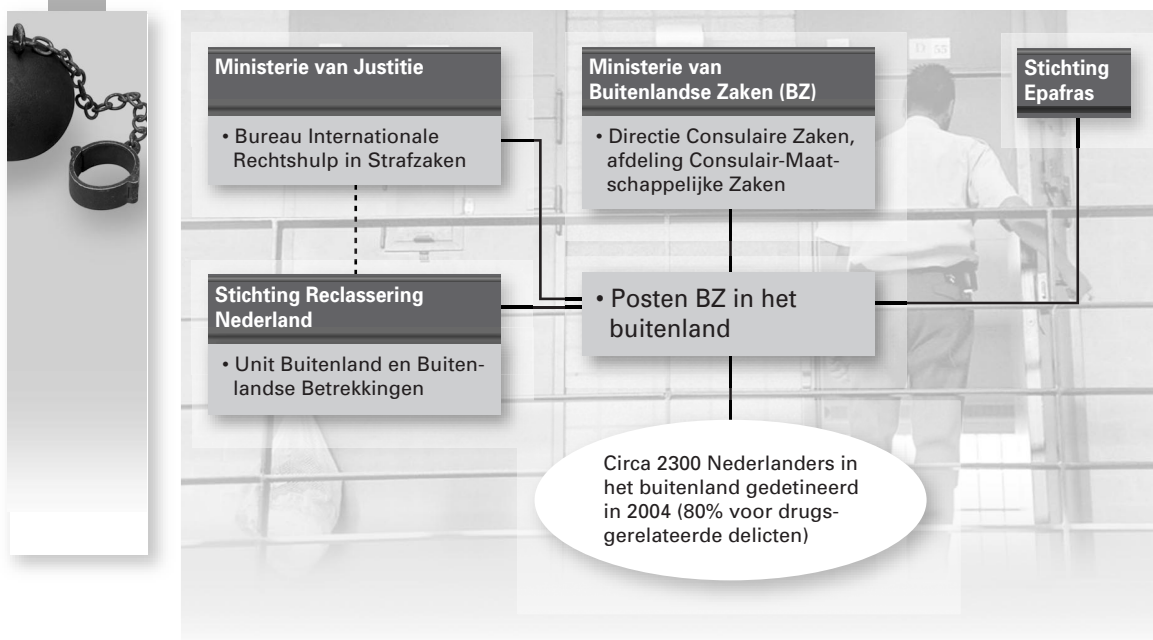 Ministerie van Justitie
• Bureau Internationale
Rechtshulp in Strafzaken
Ministerie van
Buitenlandse Zaken (BZ)
• Directie Consulaire Zaken,
afdeling Consulair-Maat-
schappelijke Zaken
D 55
Stichting
Epafras
Stichting Reclassering
Nederland
• Unit Buitenland en Buiten-
landse Betrekkingen
• Posten BZ in het
buitenland
Circa 2300 Nederlanders in
het buitenland gedetineerd
in 2004 (80% voor drugs-
gerelateerde delicten)